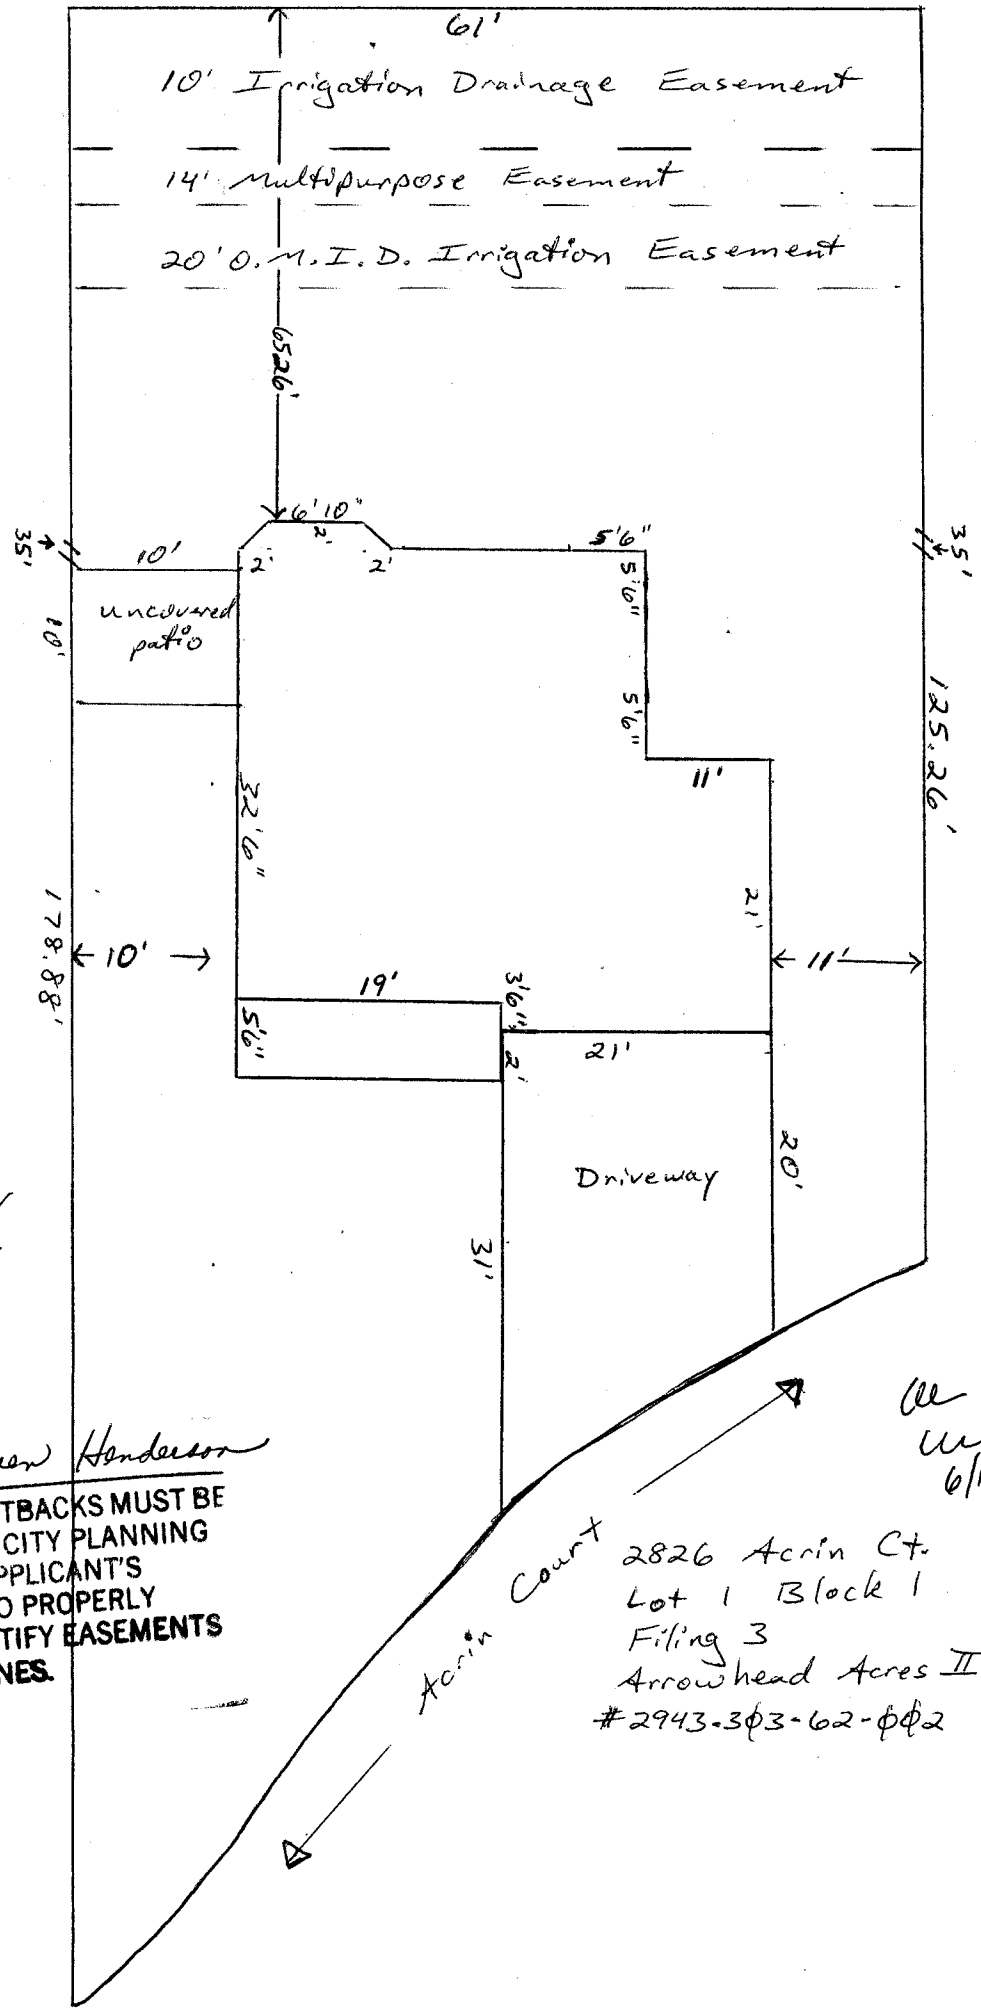 61'
10' Irrigation Drainage Easement
14' Multipurpose Easement
20' O.M.I.D. Irrigation Easement
6526'
6'10"
2'
2'
2'
5'6"
5'6"
5'6"
11'
35'
35'
10'
uncovered
patio
10'
125.26'
32'6"
21'
178.88'
10'
11'
19'
3'6"
5'6"
2'
21'
20'
Driveway
31'
Henderson
TBACKS MUST BE
CITY PLANNING
PPLICANT'S
O PROPERLY
TIFY EASEMENTS
NES.
6/1
Acrin Court
2826 Acrin Ct.
Lot 1 Block 1
Filing 3
Arrowhead Acres II
#2943-303-62-002